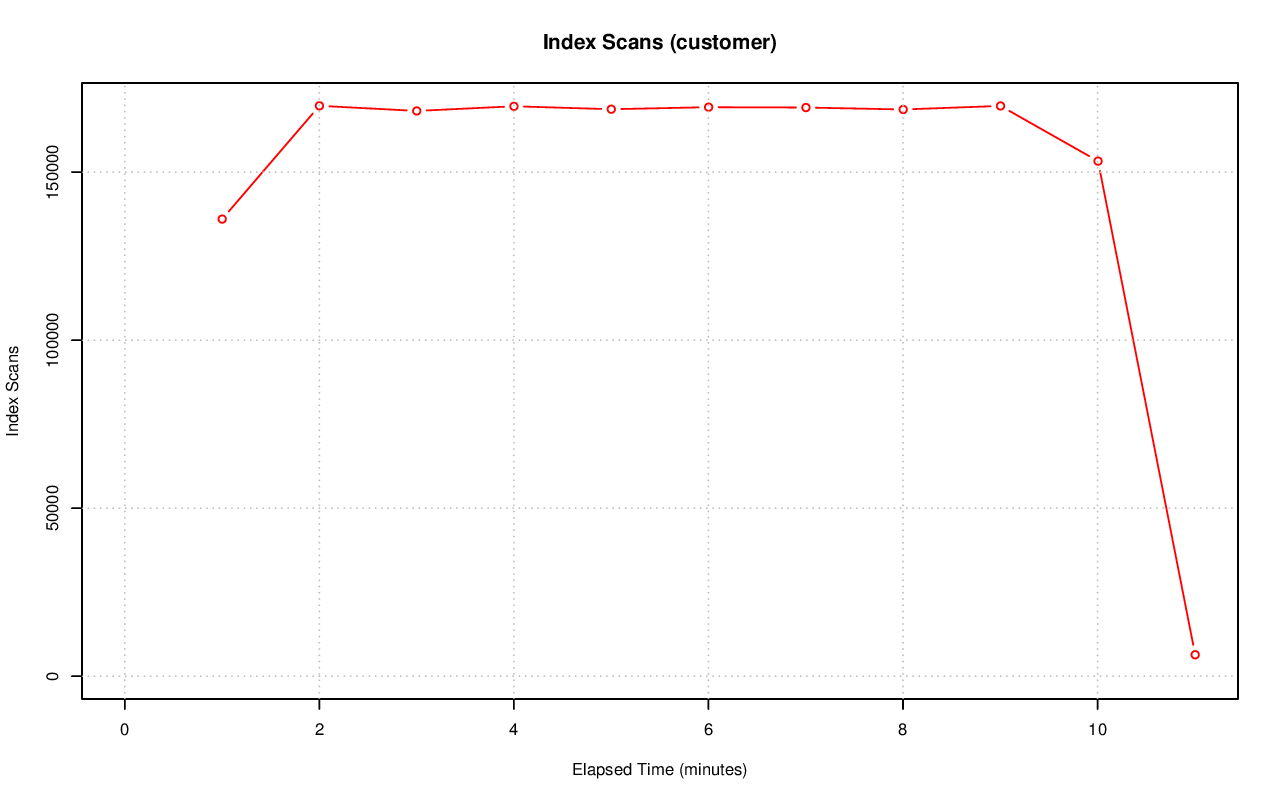 Index Scans (customer)
Index Scans
150000
100000
50000
0
0 2 4 6 8 10
Elapsed Time (minutes)